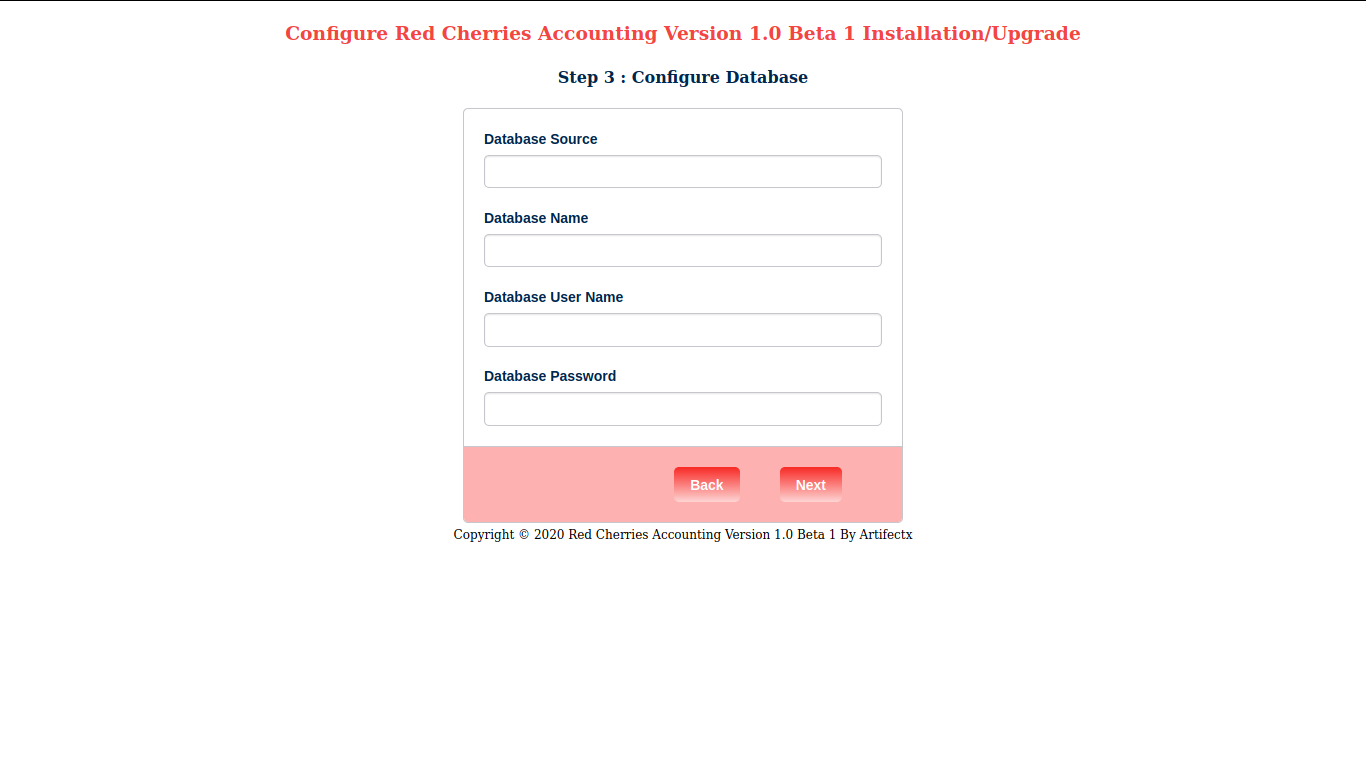 Configure Red Cherries Accounting Version 1.0 Beta 1 Installation/Upgrade
Step 3 : Configure Database
Database Source
Database Name
Database User Name
Database Password
Back Next
Copyright © 2020 Red Cherries Accounting Version 1.0 Beta 1 By Artifectx